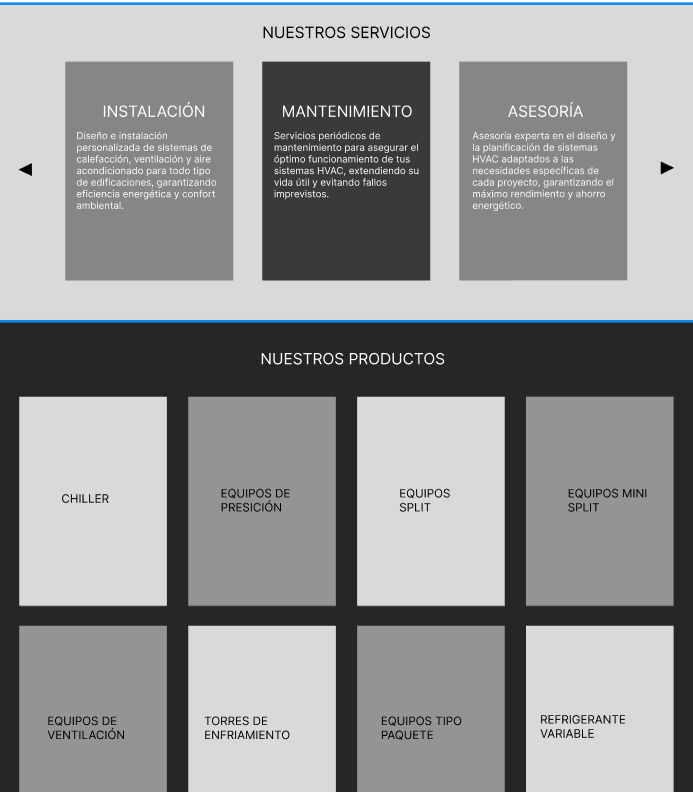 NUESTROS SERVICIOS
INSTALACIÓN
Diseño e instalación
personalizada de sistemas de
calefacción, ventilación y aire
acondicionado para todo tipo
de edificaciones, garantizando
eficiencia energética y confort
ambiental.
MANTENIMIENTO
Servicios periódicos de
mantenimiento para asegurar el
óptimo funcionamiento de tus
sistemas HVAC, extendiendo su
vida útil y evitando fallos
imprevistos.
ASESORÍA
Asesoría experta en el diseño y
la planificación de sistemas
HVAC adaptados a las
necesidades específicas de
cada proyecto, garantizando el
máximo rendimiento y ahorro
energético.
NUESTROS PRODUCTOS
CHILLER
EQUIPOS DE
PRESICIÓN
EQUIPOS
SPLIT
EQUIPOS MINI
SPLIT
EQUIPOS DE
VENTILACIÓN
TORRES DE
ENFRIAMIENTO
EQUIPOS TIPO
PAQUETE
REFRIGERANTE
VARIABLE